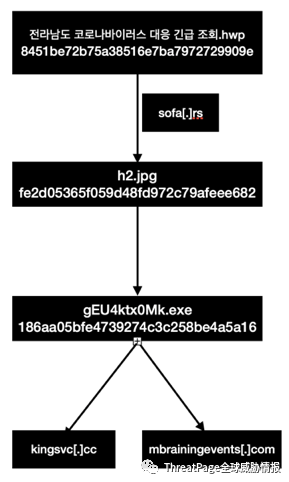 전라남도 코로나바이러스 대응 긴급 조회.hwp
8451be72b75a38516e7ba7972729909e
sofa[.]rs
h2.jpg
fe2d05365f059d48fd972c79afeee682
gEU4ktx0Mk.exe
186aa05bfe4739274c3c258be4a5a16
kingsvc[.]cc
mbrainingevents[.]com
ThreatPage全球威胁情报